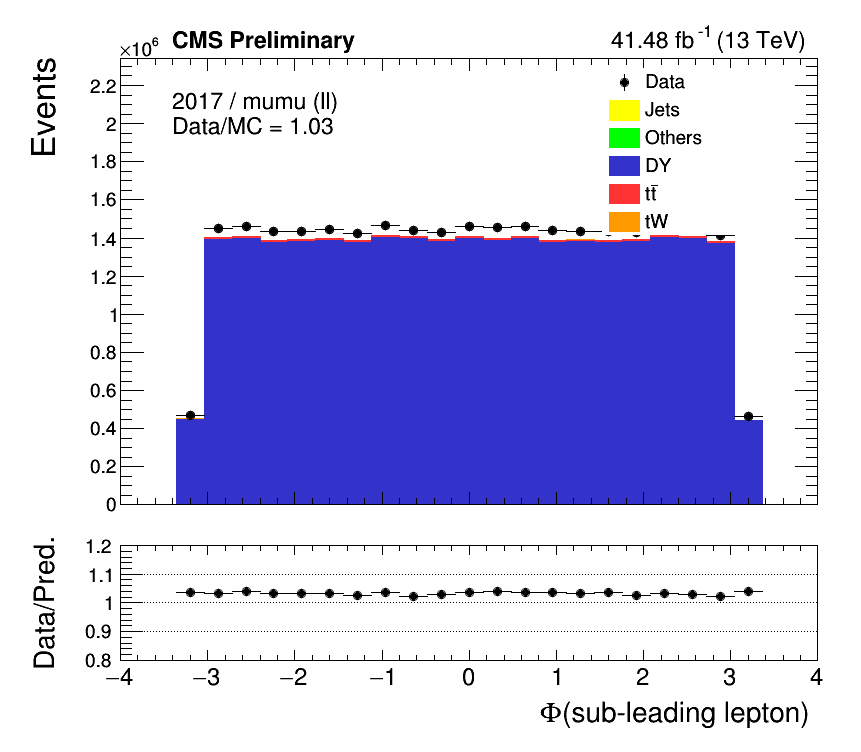 ×10⁶ CMS Preliminary 41.48 fb⁻¹ (13 TeV)
Events
2017 / mumu (ll)
Data/MC = 1.03
Data
Jets
Others
DY
tt̄
tW
2.2
2
1.8
1.6
1.4
1.2
1
0.8
0.6
0.4
0.2
0
Data/Pred.
1.2
1.1
1
0.9
0.8
−4 −3 −2 −1 0 1 2 3 4
Φ(sub-leading lepton)